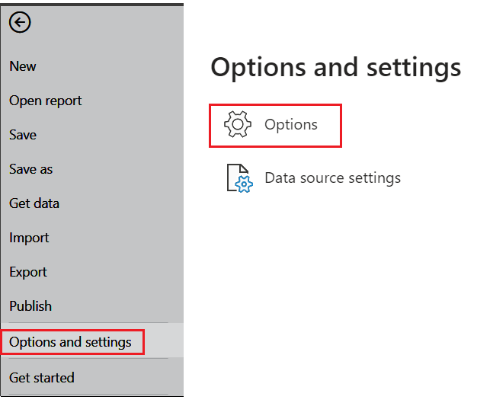 New
Open report
Save
Save as
Get data
Import
Export
Publish
Options and settings
Get started
Options and settings
Options
Data source settings